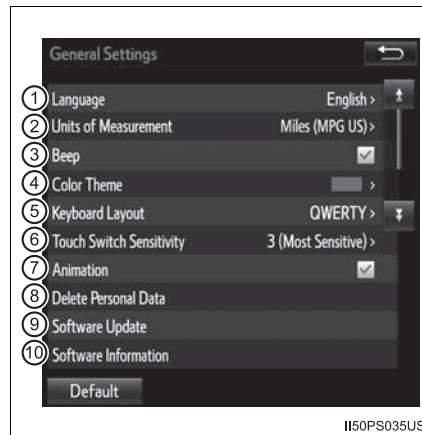 General Settings
1 Language English >
2 Units of Measurement Miles (MPG US) >
3 Beep
4 Color Theme >
5 Keyboard Layout QWERTY >
6 Touch Switch Sensitivity 3 (Most Sensitive) >
7 Animation
8 Delete Personal Data
9 Software Update
10 Software Information
Default
II50PS035US